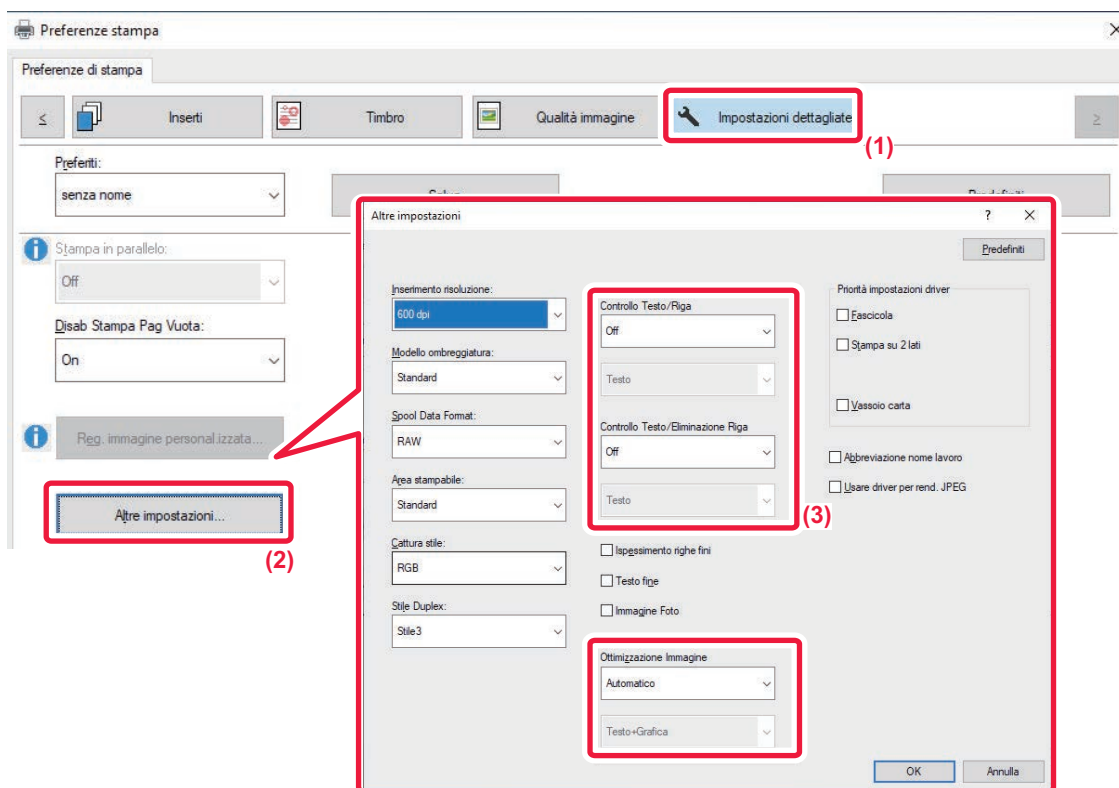 Preferenze stampa
Preferenze di stampa
<
Inserti
Timbro
Qualità immagine
Impostazioni dettagliate
>
(1)
Preferiti:
senza nome
Stampa in parallelo:
Off
Disab Stampa Pag Vuota:
On
Reg. immagine personal.izzata...
Altre impostazioni...
(2)
Altre impostazioni
?
Predefiniti
Inserimento risoluzione:
600 dpi
Modello ombreggiatura:
Standard
Spool Data Format:
RAW
Area stampabile:
Standard
Cattura stile:
RGB
Stile Duplex:
Stile3
Controllo Testo/Riga
Off
Testo
Controllo Testo/Eliminazione Riga
Off
Testo
(3)
Ispessimento righe fini
Testo fine
Immagine Foto
Ottimizzazione Immagine
Automatico
Testo+Grafica
Priorità impostazioni driver
Fascicola
Stampa su 2 lati
Vassoio carta
Abbreviazione nome lavoro
Usare driver per rend. JPEG
OK
Annulla